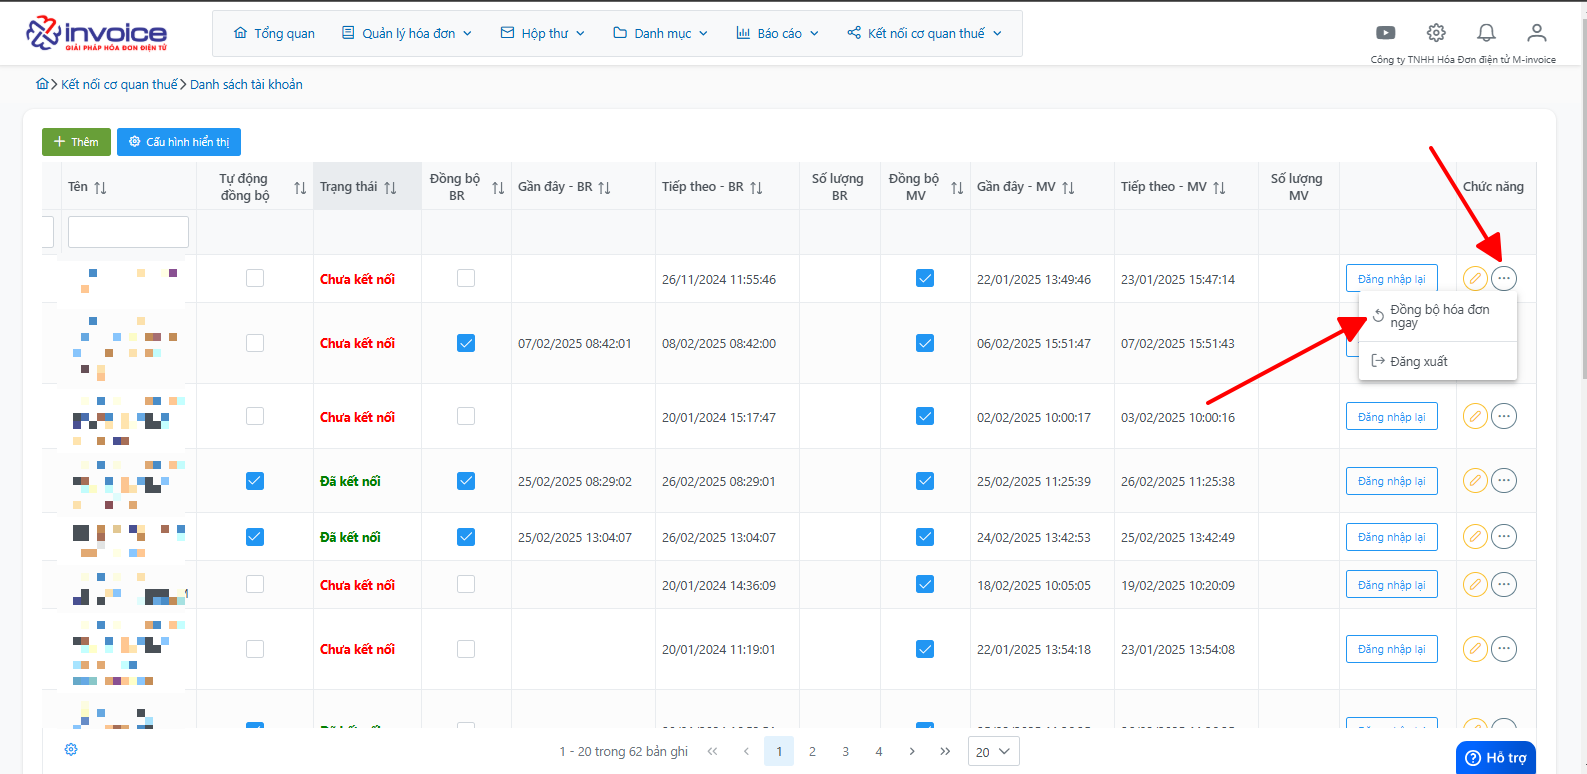 invoice
GIẢI PHÁP HÓA ĐƠN ĐIỆN TỬ
Tổng quan
Quản lý hóa đơn
Hộp thư
Danh mục
Báo cáo
Kết nối cơ quan thuế
Công ty TNHH Hóa Đơn điện tử M-invoice
Kết nối cơ quan thuế
Danh sách tài khoản
Thêm
Cấu hình hiển thị
Tên
Tự động
đồng bộ
Trạng thái
Đồng bộ
BR
Gần đây - BR
Tiếp theo - BR
Số lượng
BR
Đồng bộ
MV
Gần đây - MV
Tiếp theo - MV
Số lượng
MV
Chức năng
Chưa kết nối 26/11/2024 11:55:46 22/01/2025 13:49:46 23/01/2025 15:47:14 Đăng nhập lại
Đồng bộ hóa đơn
ngay
Đăng xuất
Chưa kết nối 07/02/2025 08:42:01 08/02/2025 08:42:00 06/02/2025 15:51:47 07/02/2025 15:51:43
Chưa kết nối 20/01/2024 15:17:47 02/02/2025 10:00:17 03/02/2025 10:00:16 Đăng nhập lại
Đã kết nối 25/02/2025 08:29:02 26/02/2025 08:29:01 25/02/2025 11:25:39 26/02/2025 11:25:38 Đăng nhập lại
Đã kết nối 25/02/2025 13:04:07 26/02/2025 13:04:07 24/02/2025 13:42:53 25/02/2025 13:42:49 Đăng nhập lại
Chưa kết nối 20/01/2024 14:36:09 18/02/2025 10:05:05 19/02/2025 10:20:09 Đăng nhập lại
Chưa kết nối 20/01/2024 11:19:01 22/01/2025 13:54:18 23/01/2025 13:54:08 Đăng nhập lại
1 - 20 trong 62 bản ghi
1 2 3 4
20
Hỗ trợ